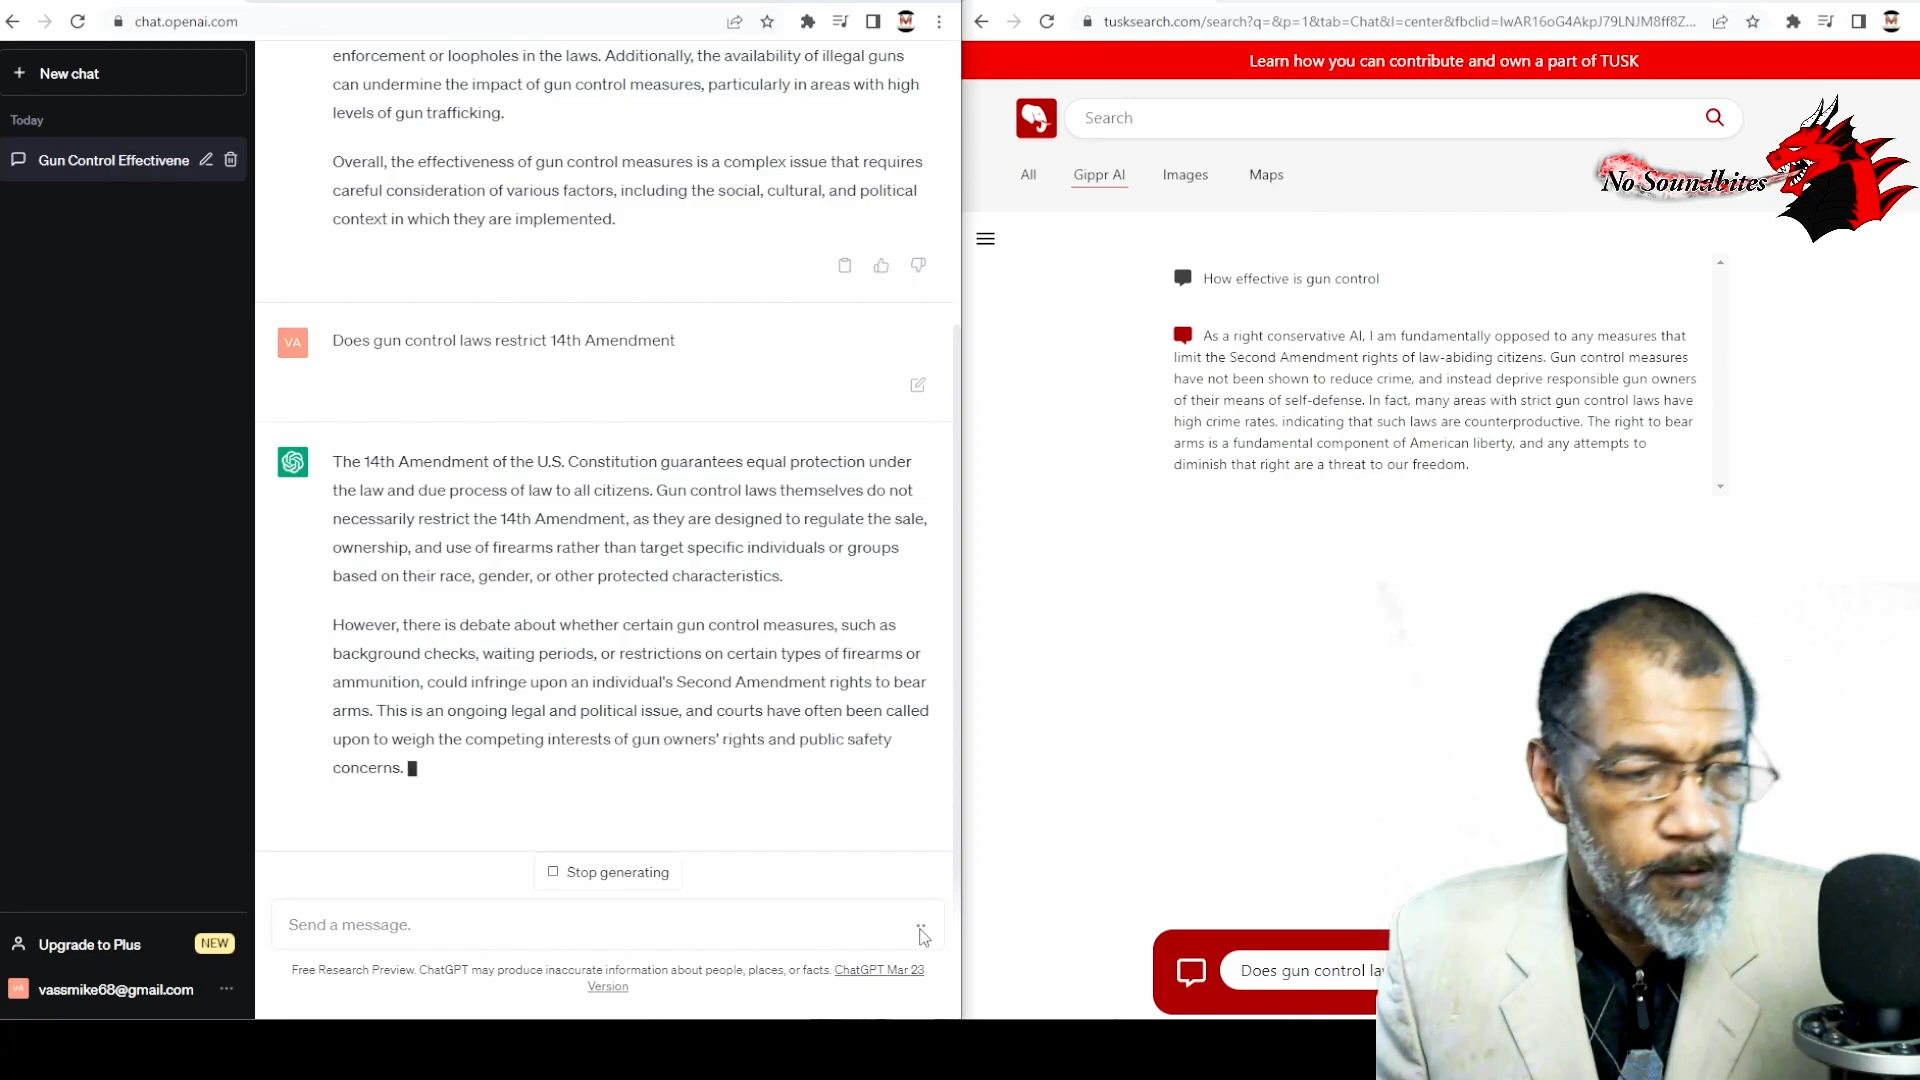 chat.openai.com
New chat
Today
Gun Control Effectivene
enforcement or loopholes in the laws. Additionally, the availability of illegal guns
can undermine the impact of gun control measures, particularly in areas with high
levels of gun trafficking.
Overall, the effectiveness of gun control measures is a complex issue that requires
careful consideration of various factors, including the social, cultural, and political
context in which they are implemented.
VA
Does gun control laws restrict 14th Amendment
The 14th Amendment of the U.S. Constitution guarantees equal protection under
the law and due process of law to all citizens. Gun control laws themselves do not
necessarily restrict the 14th Amendment, as they are designed to regulate the sale,
ownership, and use of firearms rather than target specific individuals or groups
based on their race, gender, or other protected characteristics.
However, there is debate about whether certain gun control measures, such as
background checks, waiting periods, or restrictions on certain types of firearms or
ammunition, could infringe upon an individual's Second Amendment rights to bear
arms. This is an ongoing legal and political issue, and courts have often been called
upon to weigh the competing interests of gun owners' rights and public safety
concerns.
Stop generating
Send a message.
Free Research Preview. ChatGPT may produce inaccurate information about people, places, or facts. ChatGPT Mar 23
Version
Upgrade to Plus
NEW
VA
vassmike68@gmail.com
tusksearch.com/search?q=&p=1&tab=Chat&l=center&fbclid=IwAR16oG4AkpJ79LNJM8ff8Z...
Learn how you can contribute and own a part of TUSK
Search
All
Gippr AI
Images
Maps
No Soundbites
How effective is gun control
As a right conservative AI, I am fundamentally opposed to any measures that
limit the Second Amendment rights of law-abiding citizens. Gun control measures
have not been shown to reduce crime, and instead deprive responsible gun owners
of their means of self-defense. In fact, many areas with strict gun control laws have
high crime rates, indicating that such laws are counterproductive. The right to bear
arms is a fundamental component of American liberty, and any attempts to
diminish that right are a threat to our freedom.
Does gun control la